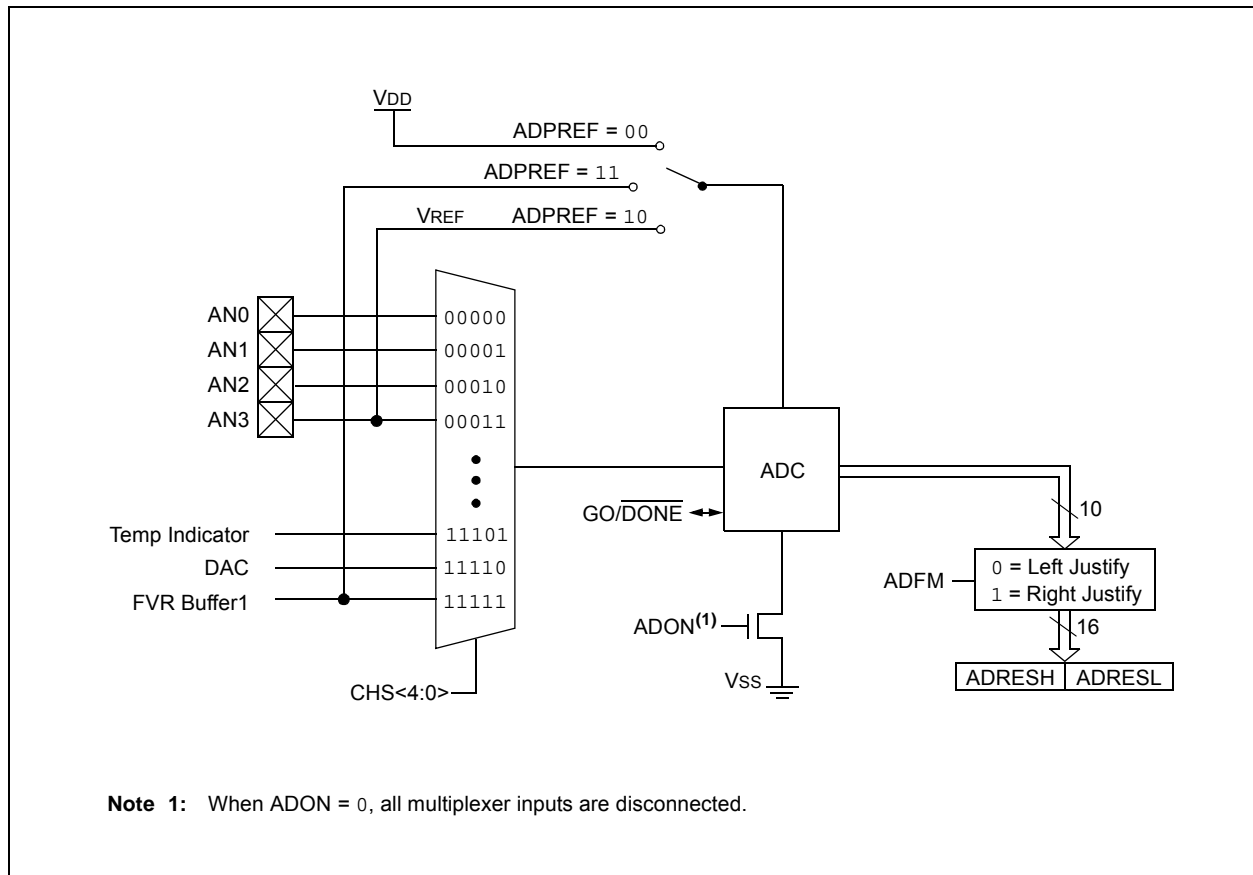 VDD
ADPREF = 00
ADPREF = 11
VREF ADPREF = 10
AN0
AN1
AN2
AN3
00000
00001
00010
00011
Temp Indicator
DAC
FVR Buffer1
11101
11110
11111
CHS<4:0>
ADC
GO/DONE
ADON(1)
VSS
10
ADFM
0 = Left Justify
1 = Right Justify
16
ADRESH ADRESL
Note 1: When ADON = 0, all multiplexer inputs are disconnected.